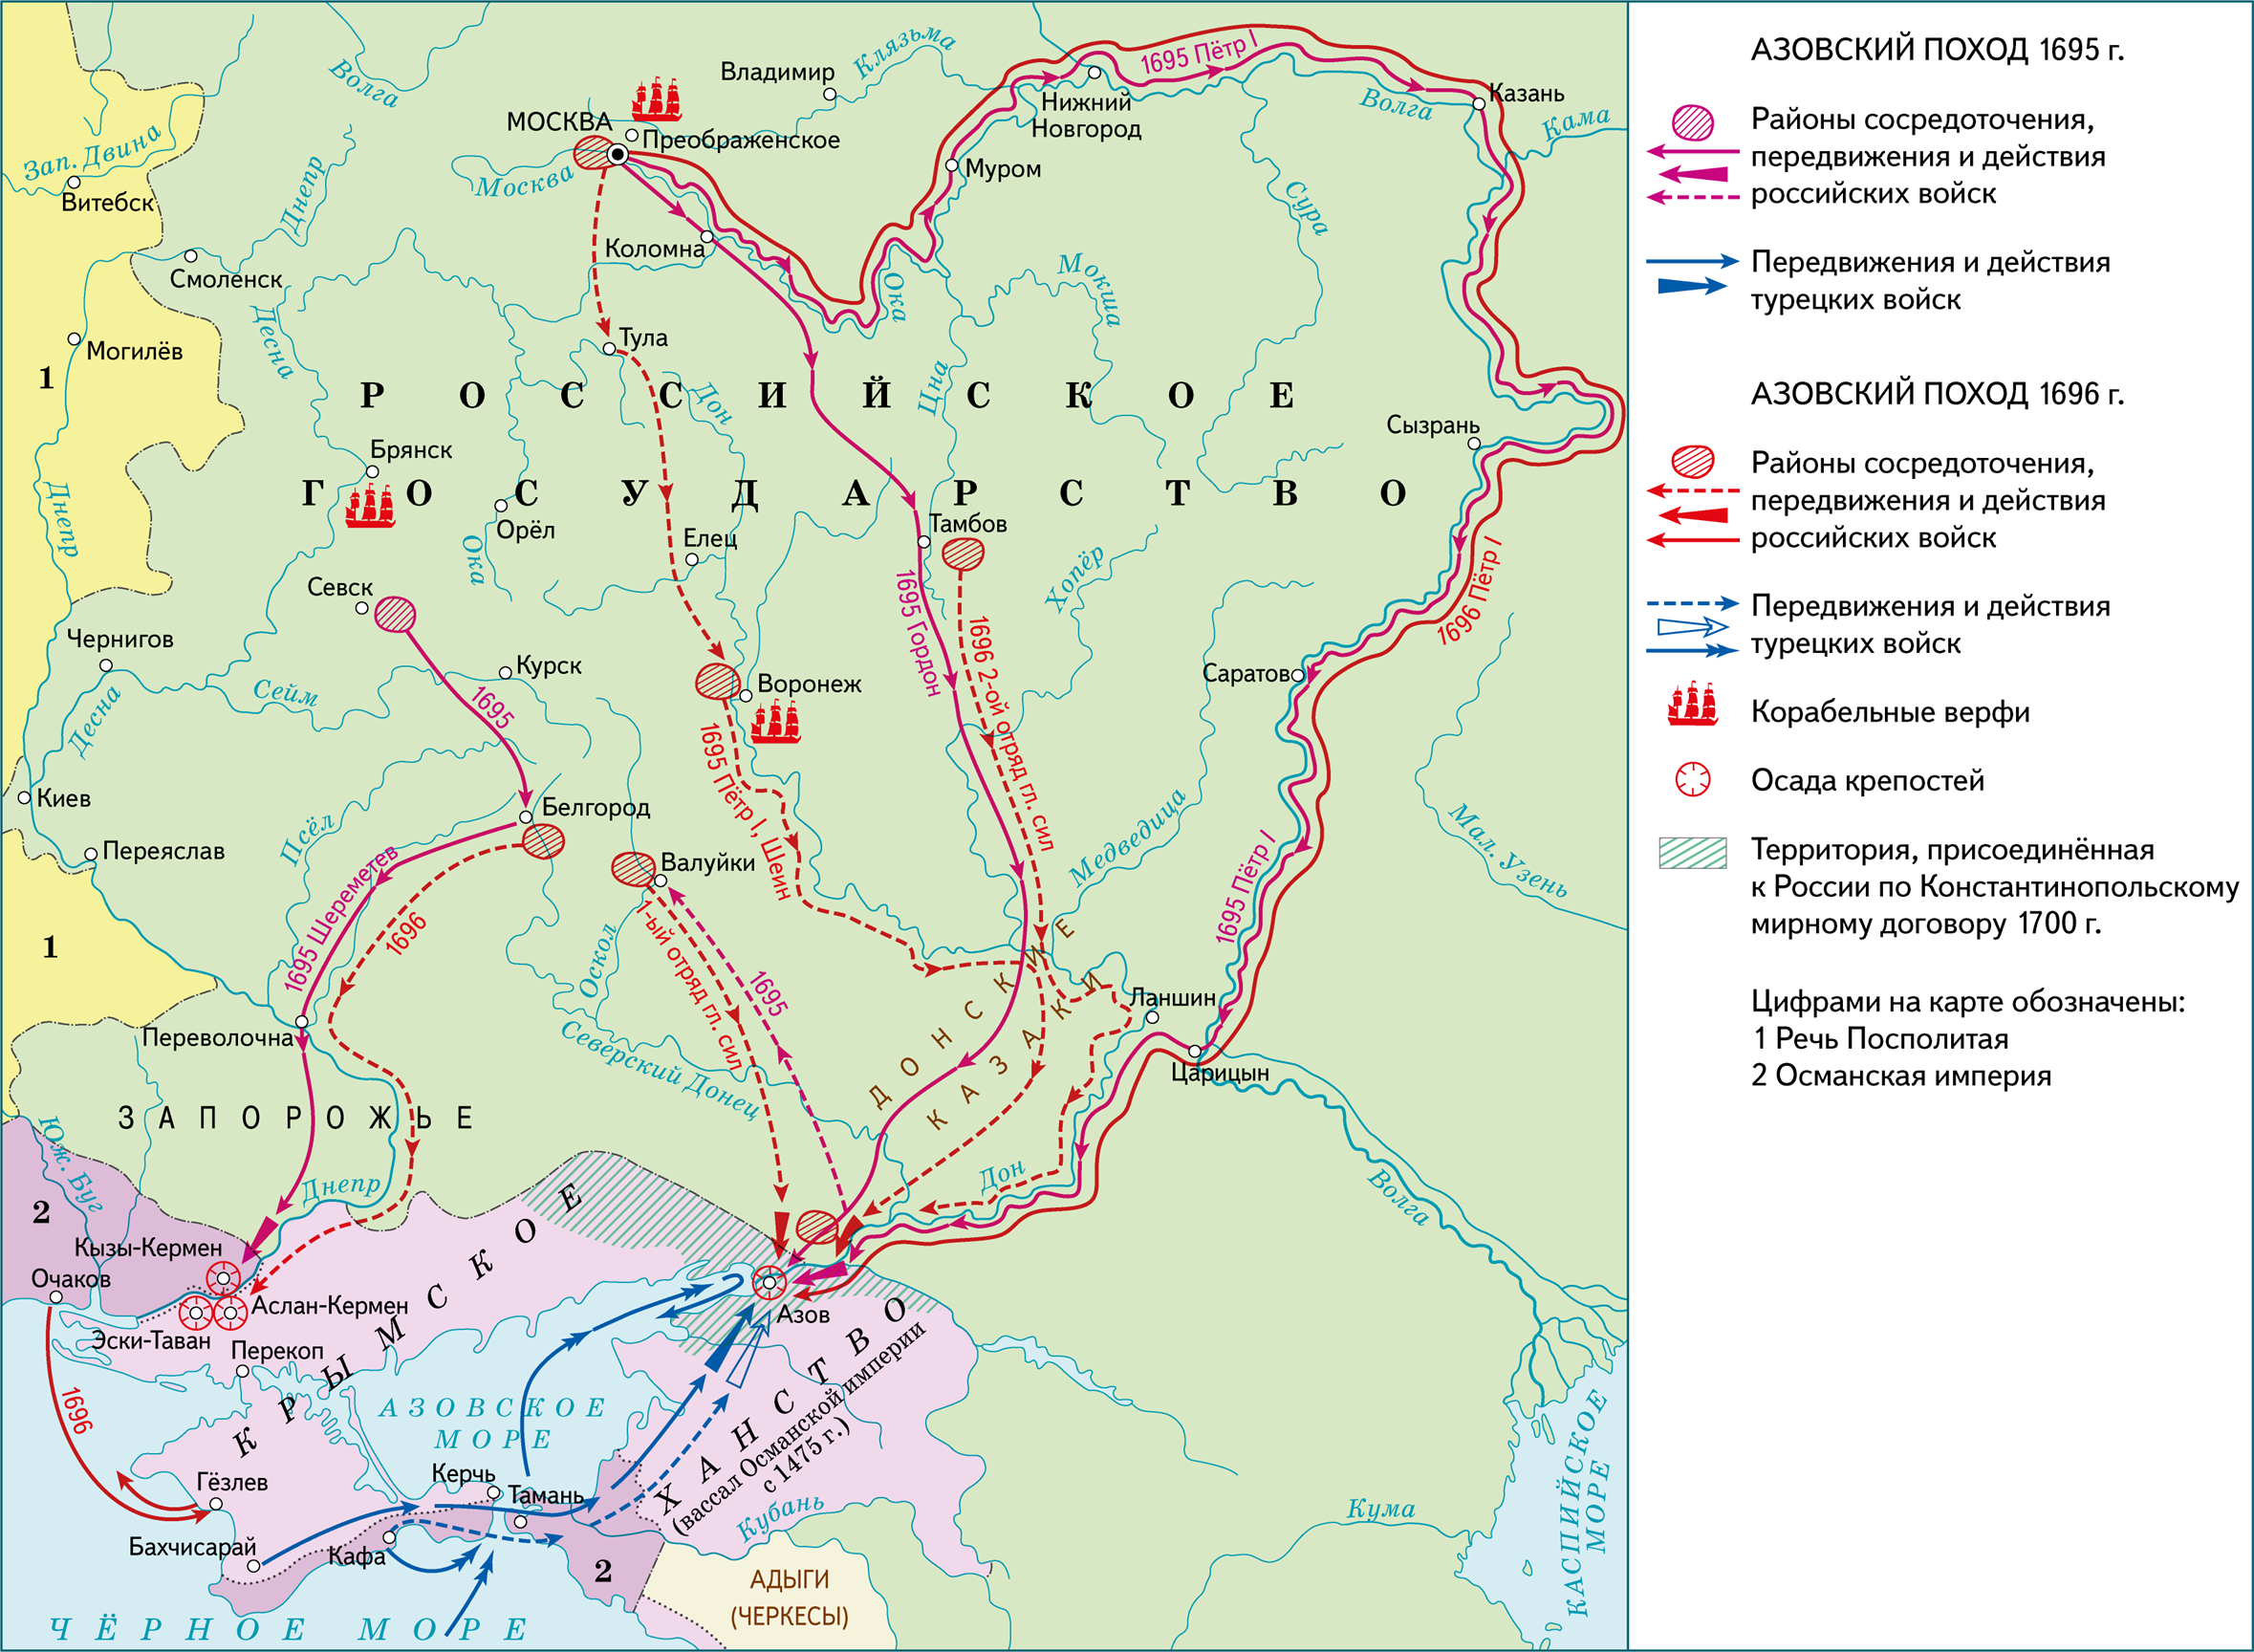 Волга
Клязьма
Владимир
1695 Пётр I
Нижний
Новгород
Волга
Казань
Кама
МОСКВА
Преображенское
Москва
Муром
Зап. Двина
Витебск
Днепр
Смоленск
Коломна
Ока
Мокша
Сура
Десна
Могилёв
1
Тула
Дон
Цна
РОССИЙСКОЕ
Сызрань
Брянск
ГОСУДАРСТВО
Днепр
Орёл
Ока
Елец
Тамбов
Хопёр
1695 Гордон
1696 2-ой отряд гл. сил
1696 Пётр I
Севск
Чернигов
Десна
Сейм
Курск
1695
Воронеж
1695 Пётр I, Шеин
Саратов
Киев
Переяслав
Псёл
Белгород
Валуйки
Медведица
Мал. Узень
1695 Шереметев
1696
1
Оскол
1-ый отряд гл. сил
1695
1695 Пётр I
Северский Донец
ДОНСКИЕ
КАЗАКИ
Ланшин
Царицын
Переволочна
ЗАПОРОЖЬЕ
Юж. Буг
Днепр
Дон
Волга
2
Кызы-Кермен
Очаков
Аслан-Кермен
Эски-Таван
Перекоп
Азов
КРЫМСКОЕ
ХАНСТВО
(вассал Османской империи
с 1475 г.)
АЗОВСКОЕ
МОРЕ
1696
Гёзлев
Керчь
Тамань
Бахчисарай
Кафа
Кубань
2
Кума
АДЫГИ
(ЧЕРКЕСЫ)
КАСПИЙСКОЕ
МОРЕ
ЧЁРНОЕ МОРЕ
АЗОВСКИЙ ПОХОД 1695 г.
Районы сосредоточения,
передвижения и действия
российских войск
Передвижения и действия
турецких войск
АЗОВСКИЙ ПОХОД 1696 г.
Районы сосредоточения,
передвижения и действия
российских войск
Передвижения и действия
турецких войск
Корабельные верфи
Осада крепостей
Территория, присоединённая
к России по Константинопольскому
мирному договору 1700 г.
Цифрами на карте обозначены:
1 Речь Посполитая
2 Османская империя